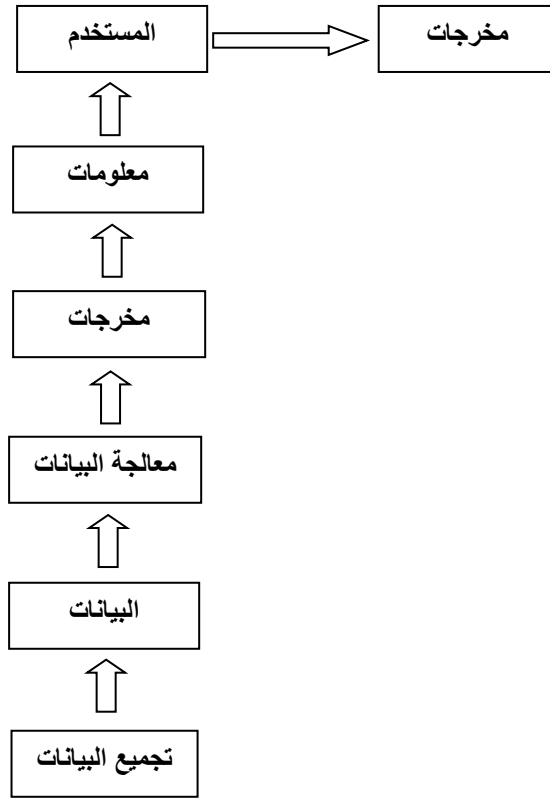 المستخدم
مخرجات
معلومات
مخرجات
معالجة البيانات
البيانات
تجميع البيانات